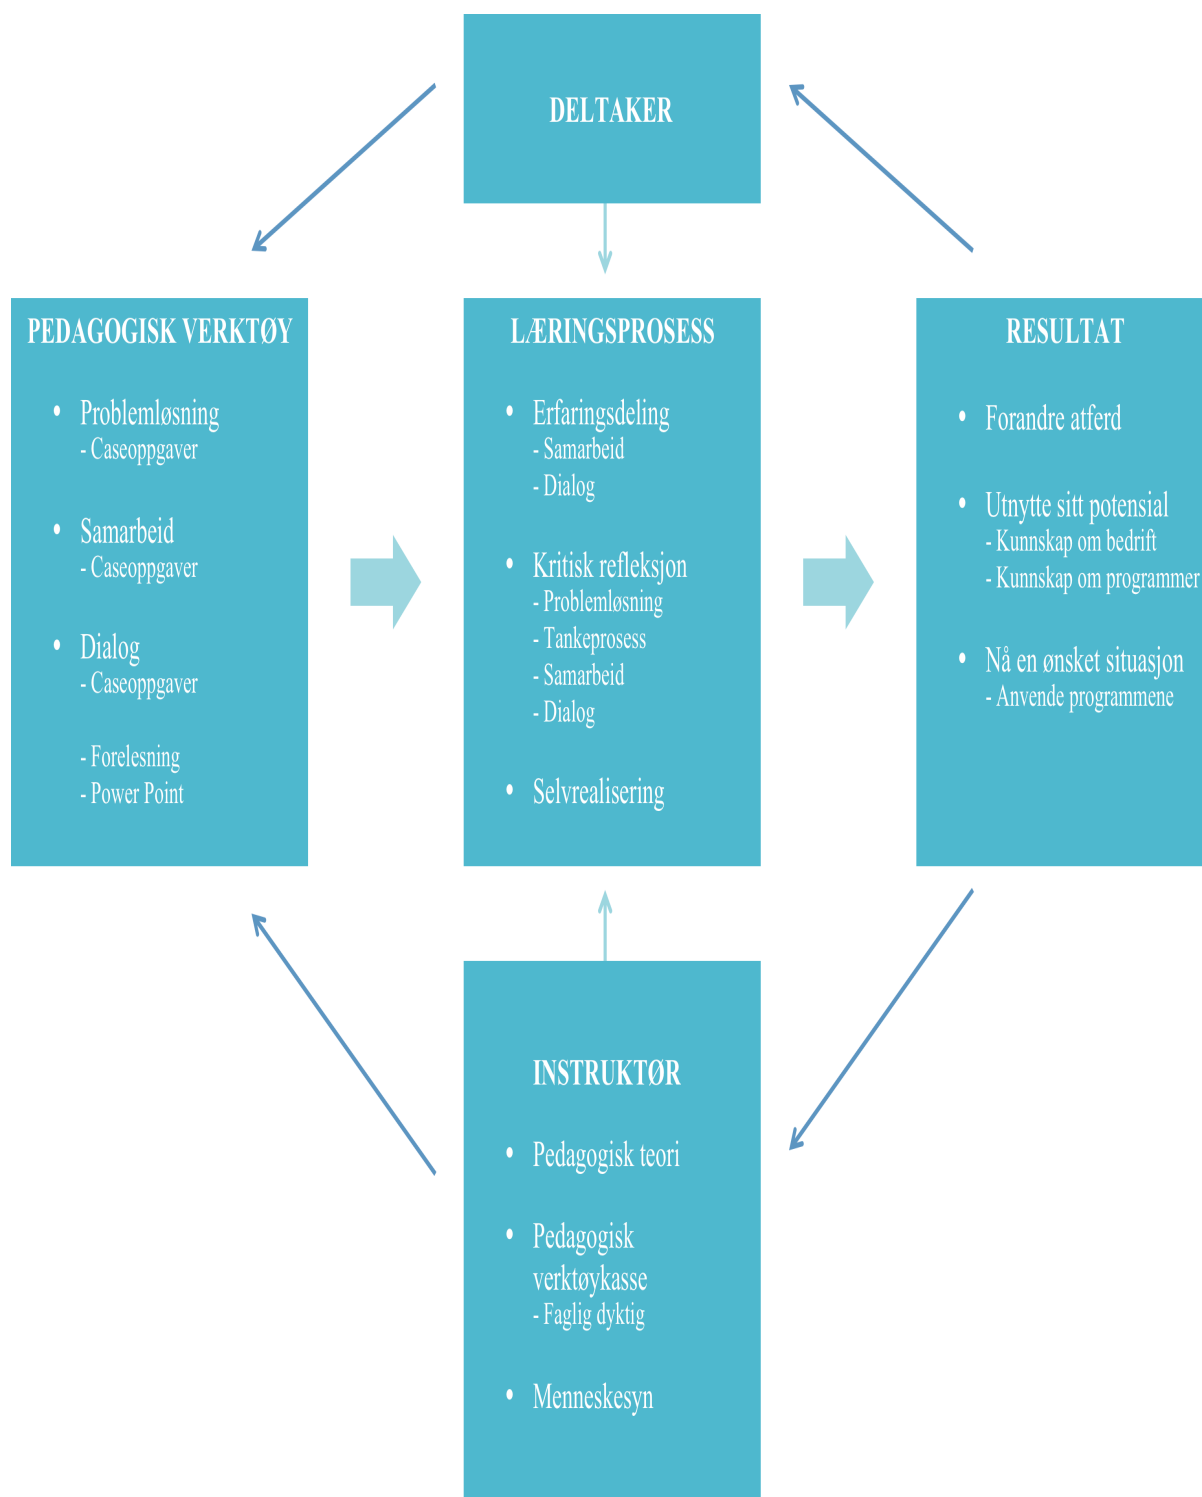 DELTAKER
PEDAGOGISK VERKTØY
• Problemløsning
- Caseoppgaver
• Samarbeid
- Caseoppgaver
• Dialog
- Caseoppgaver
- Forelesning
- Power Point
LÆRINGSPROSESS
• Erfaringsdeling
- Samarbeid
- Dialog
• Kritisk refleksjon
- Problemløsning
- Tankeprosess
- Samarbeid
- Dialog
• Selvrealisering
RESULTAT
• Forandre atferd
• Utnytte sitt potensial
- Kunnskap om bedrift
- Kunnskap om programmer
• Nå en ønsket situasjon
- Anvende programmene
INSTRUKTØR
• Pedagogisk teori
• Pedagogisk
verktøykasse
- Faglig dyktig
• Menneskesyn